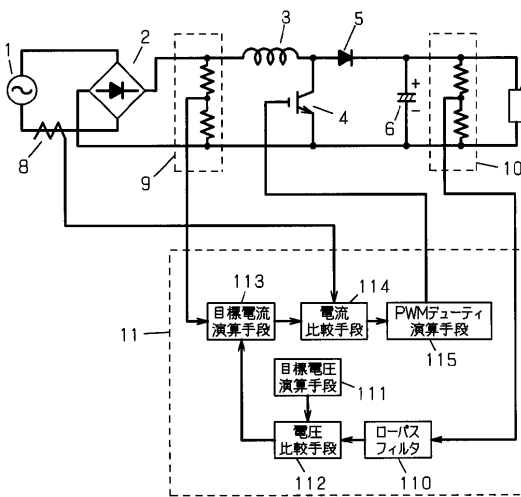 1
2
3
5
+
-
4
6
8
9
10
11
113
114
目標電流
演算手段
電流
比較手段
PWMデューティ
演算手段
115
目標電圧
演算手段
111
電圧
比較手段
ローパス
フィルタ
112
110